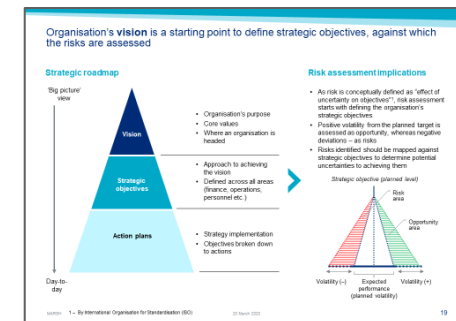 Organisation's vision is a starting point to define strategic objectives, against which
the risks are assessed
Strategic roadmap
'Big picture'
view
Vision
• Organisation's purpose
• Core values
• Where an organisation is
headed
Strategic
objectives
• Approach to achieving
the vision
• Defined across all areas
(finance, operations,
personnel etc.)
Action plans
• Strategy implementation
• Objectives broken down
to actions
Day-to-
day
Risk assessment implications
• As risk is conceptually defined as "effect of
uncertainty on objectives"¹, risk assessment
starts with defining the organisation's
strategic objectives
• Positive volatility from the planned target is
assessed as opportunity, whereas negative
deviations – as risks
• Risks identified should be mapped against
strategic objectives to determine potential
uncertainties to achieving them
Strategic objective (planned level)
Risk
area
Opportunity
area
Volatility (–)
Expected
performance
(planned volatility)
Volatility (+)
MARSH
1 – By International Organisation for Standardisation (ISO)
20 March 2020
19